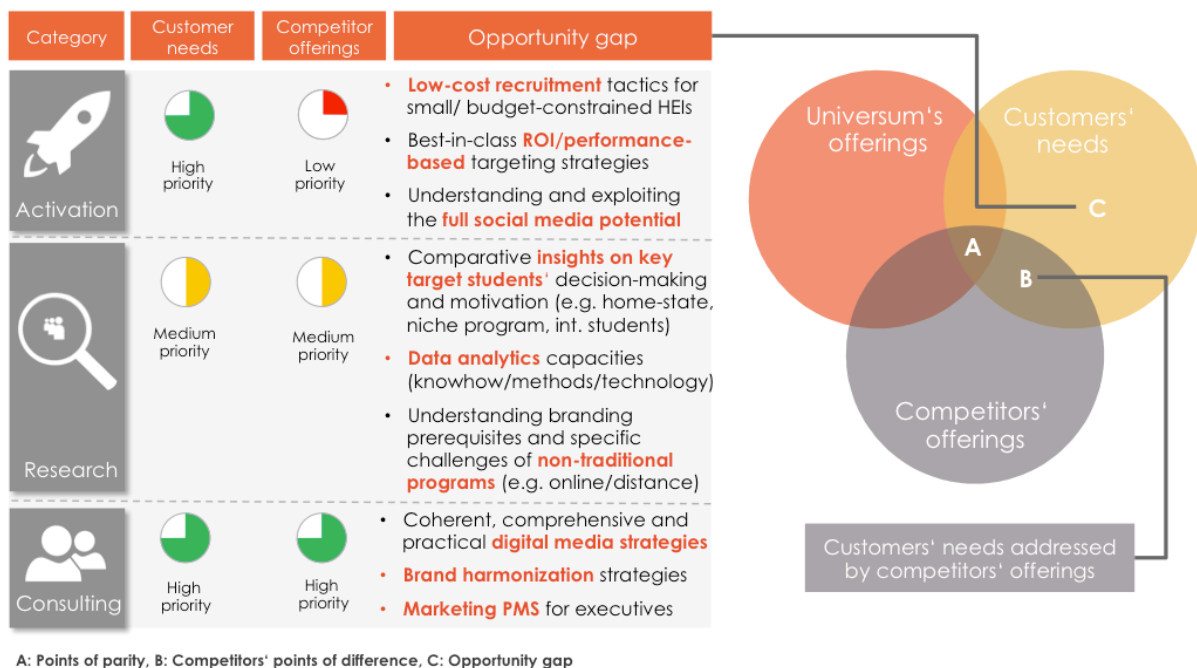 Category
Customer
needs
Competitor
offerings
Opportunity gap
Activation
High
priority
Low
priority
• Low-cost recruitment tactics for
small/ budget-constrained HEIs
• Best-in-class ROI/performance-
based targeting strategies
• Understanding and exploiting
the full social media potential
Research
Medium
priority
Medium
priority
• Comparative insights on key
target students‘ decision-making
and motivation (e.g. home-state,
niche program, int. students)
• Data analytics capacities
(knowhow/methods/technology)
• Understanding branding
prerequisites and specific
challenges of non-traditional
programs (e.g. online/distance)
Consulting
High
priority
High
priority
• Coherent, comprehensive and
practical digital media strategies
• Brand harmonization strategies
• Marketing PMS for executives
Universum‘s
offerings
Customers‘
needs
C
A
B
Competitors‘
offerings
Customers‘ needs addressed
by competitors‘ offerings
A: Points of parity, B: Competitors‘ points of difference, C: Opportunity gap